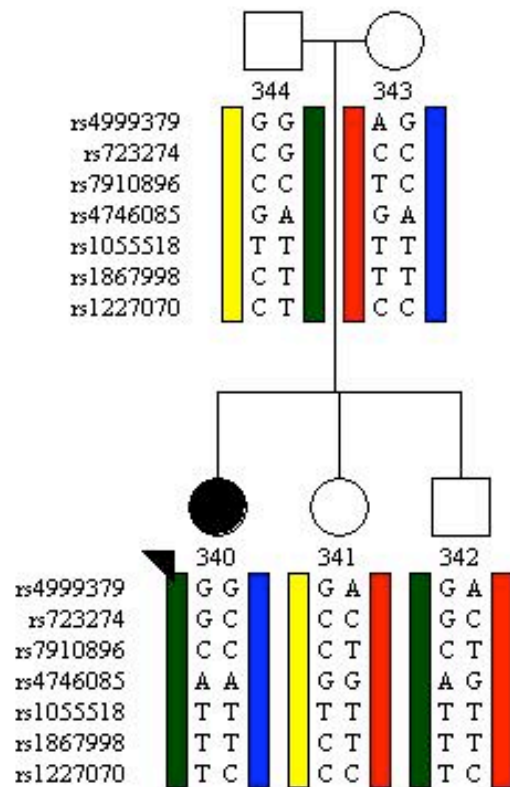 344 343
rs4999379 G G A G
rs723274 C G C C
rs7910896 C C T C
rs4746085 G A G A
rs1055518 T T T T
rs1867998 C T T T
rs1227070 C T C C
340 341 342
rs4999379 G G G A G A
rs723274 G C C C G C
rs7910896 C C C T C T
rs4746085 A A G G A G
rs1055518 T T T T T T
rs1867998 T T C T T T
rs1227070 T C C C T C